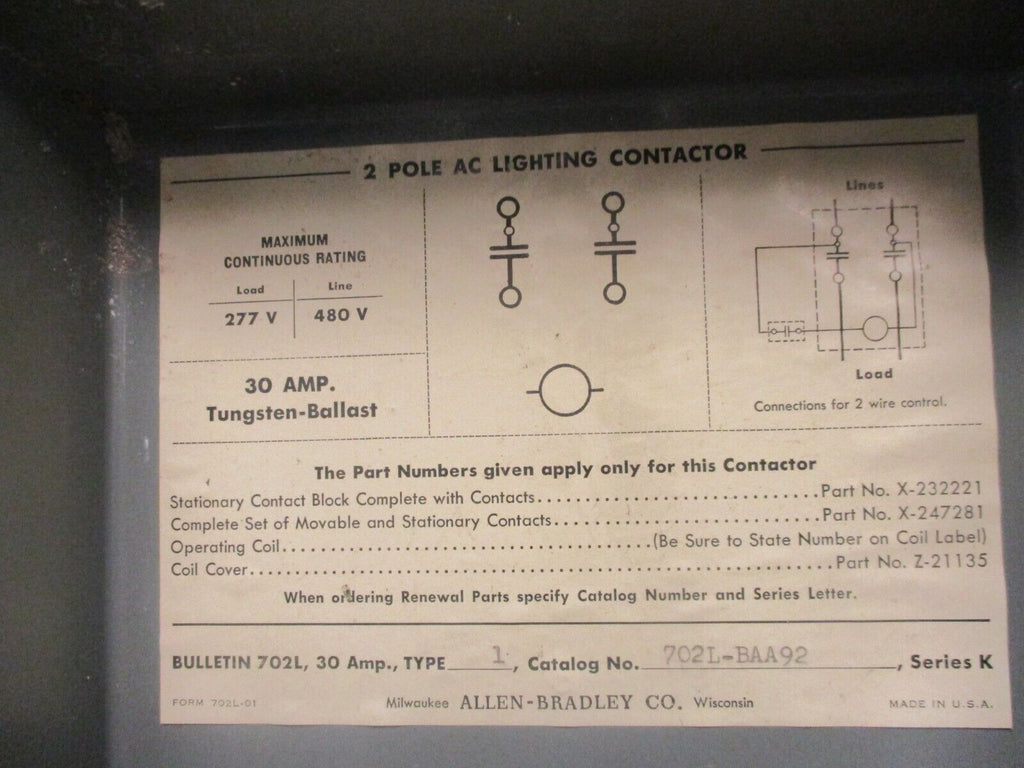 2 POLE AC LIGHTING CONTACTOR
MAXIMUM
CONTINUOUS RATING
Load Line
277 V 480 V
30 AMP.
Tungsten-Ballast
Lines
Load
Connections for 2 wire control.
The Part Numbers given apply only for this Contactor
Stationary Contact Block Complete with Contacts............................Part No. X-232221
Complete Set of Movable and Stationary Contacts...........................Part No. X-247281
Operating Coil.....................................(Be Sure to State Number on Coil Label)
Coil Cover..........................................................Part No. Z-21135
When ordering Renewal Parts specify Catalog Number and Series Letter.
BULLETIN 702L, 30 Amp., TYPE 1, Catalog No. 702L-BAA92, Series K
FORM 702L-01 Milwaukee ALLEN-BRADLEY CO. Wisconsin MADE IN U.S.A.